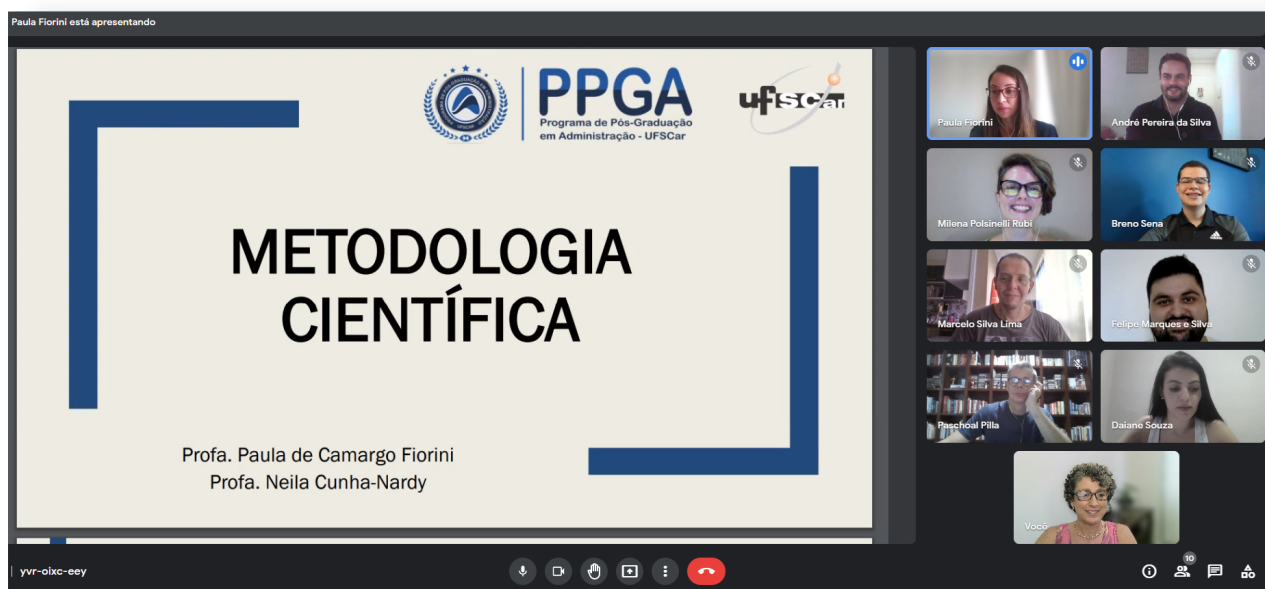 Paula Fiorini está apresentando
PPGA
Programa de Pós-Graduação
em Administração - UFSCar
ufscar
METODOLOGIA
CIENTÍFICA
Profa. Paula de Camargo Fiorini
Profa. Neila Cunha-Nardy
Paula Fiorini
André Pereira da Silva
Milena Polsinelli Rubi
Breno Sena
Marcelo Silva Lima
Felipe Marques e Silva
Paschoal Pilla
Daiane Souza
Você
yvr-oixc-eey
10